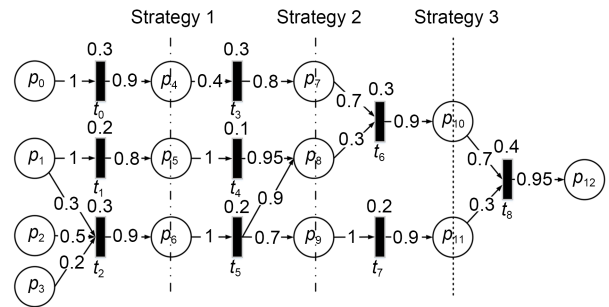 Strategy 1 Strategy 2 Strategy 3
0.3 0.3
p0 1 0.9 p4 0.4 0.8 p7 0.3
t0 t3 0.7
0.2 0.1 0.9 p10
p1 1 0.8 p5 1 0.95 p8 0.3 t6 0.7 0.4
t1 t4 0.95 p12
0.3 0.3 0.2 0.9 0.2 t8
p2 0.5 0.9 p6 1 0.7 p9 1 0.9 p11 0.3
0.2 t2 t5 t7
p3